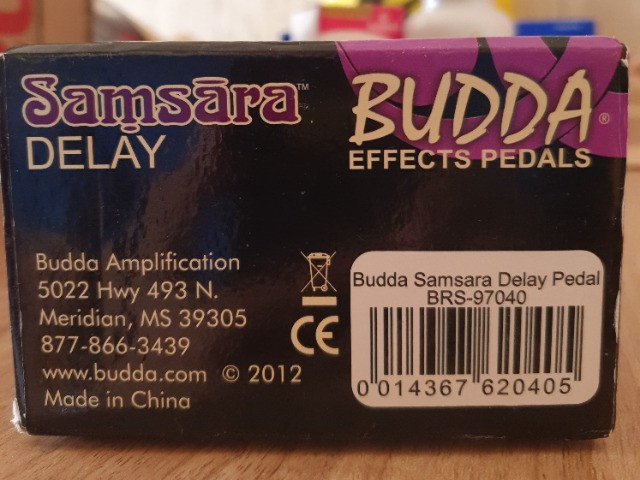 Saṃsāra™
DELAY
BUDDA®
EFFECTS PEDALS
Budda Amplification
5022 Hwy 493 N.
Meridian, MS 39305
877-866-3439
www.budda.com © 2012
Made in China
CE
Budda Samsara Delay Pedal
BRS-97040
0 014367 620405